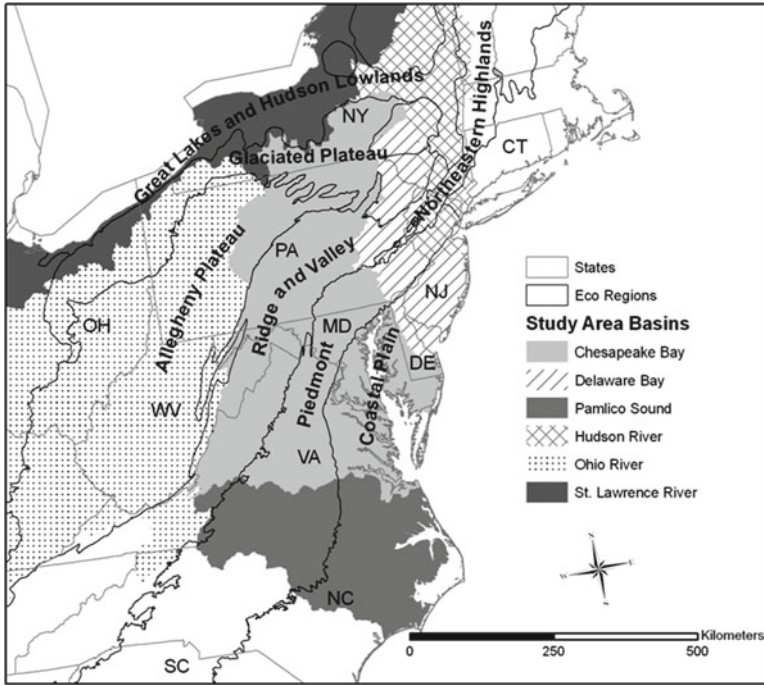 Great Lakes and Hudson Lowlands
NY
Northeastern Highlands
Glaciated Plateau
CT
Allegheny Plateau
PA
Ridge and Valley
NJ
OH
MD
Piedmont
Coastal Plain
DE
WV
VA
NC
SC
States
Eco Regions
Study Area Basins
Chesapeake Bay
Delaware Bay
Pamlico Sound
Hudson River
Ohio River
St. Lawrence River
N
W E
S
Kilometers
0 250 500